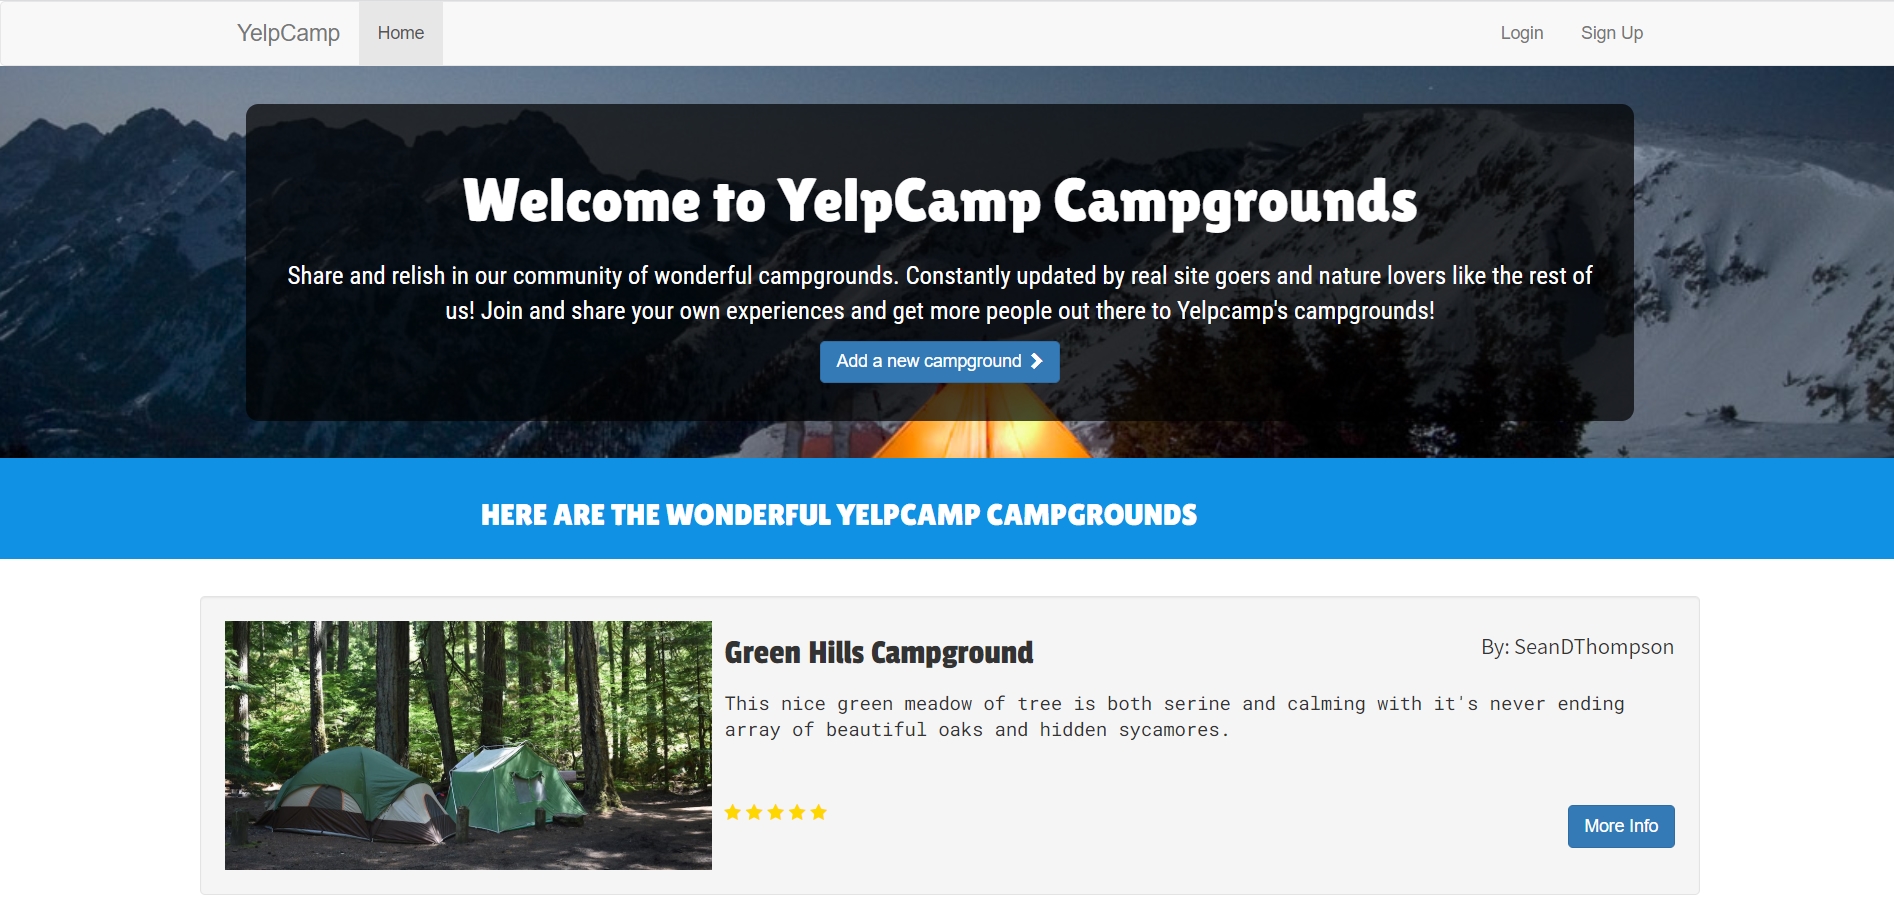 YelpCamp Home Login Sign Up
Welcome to YelpCamp Campgrounds
Share and relish in our community of wonderful campgrounds. Constantly updated by real site goers and nature lovers like the rest of
us! Join and share your own experiences and get more people out there to Yelpcamp's campgrounds!
Add a new campground
HERE ARE THE WONDERFUL YELPCAMP CAMPGROUNDS
Green Hills Campground
By: SeanDThompson
This nice green meadow of tree is both serine and calming with it's never ending
array of beautiful oaks and hidden sycamores.
More Info